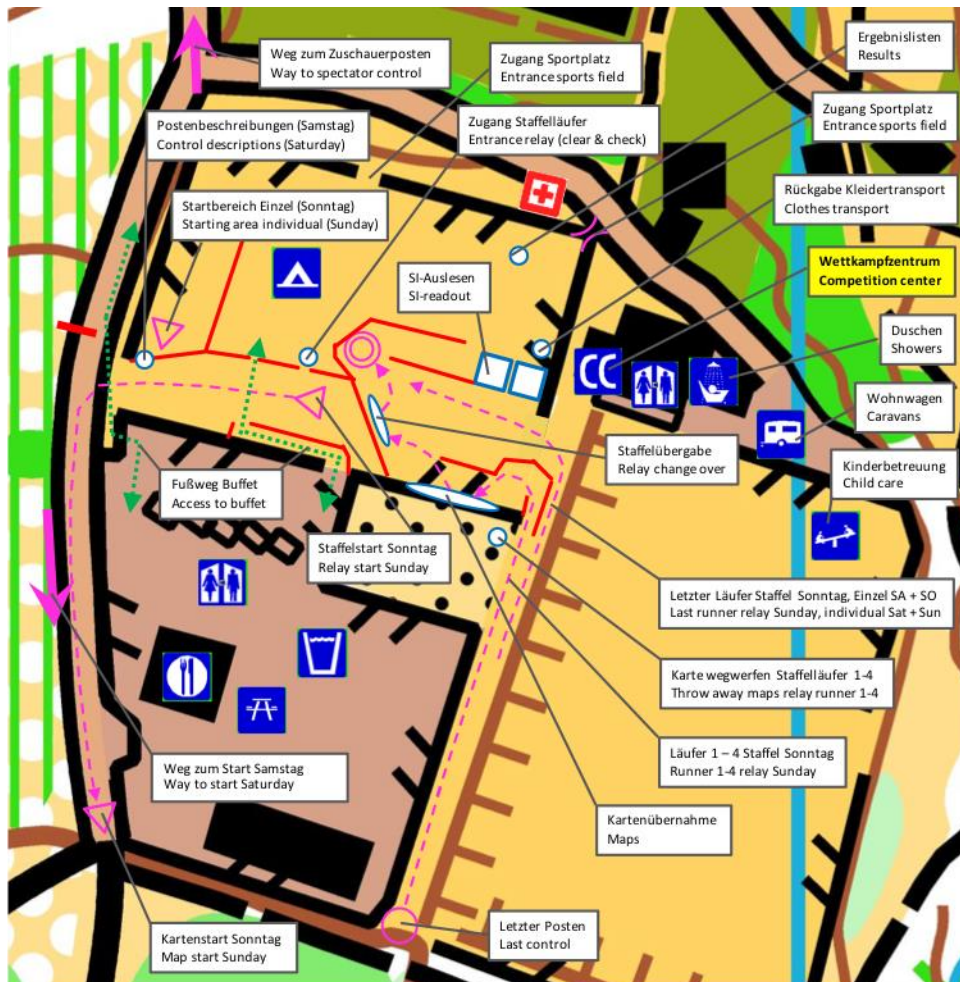 Weg zum Zuschauerposten
Way to spectator control
Zugang Sportplatz
Entrance sports field
Ergebnislisten
Results
Postenbeschreibungen (Samstag)
Control descriptions (Saturday)
Zugang Staffelläufer
Entrance relay (clear & check)
Zugang Sportplatz
Entrance sports field
Startbereich Einzel (Sonntag)
Starting area individual (Sunday)
Rückgabe Kleidertransport
Clothes transport
SI-Auslesen
SI-readout
Wettkampfzentrum
Competition center
CC
Duschen
Showers
Wohnwagen
Caravans
Staffelübergabe
Relay change over
Kinderbetreuung
Child care
Fußweg Buffet
Access to buffet
Staffelstart Sonntag
Relay start Sunday
Letzter Läufer Staffel Sonntag, Einzel SA + SO
Last runner relay Sunday, individual Sat + Sun
Karte wegwerfen Staffelläufer 1-4
Throw away maps relay runner 1-4
Läufer 1 – 4 Staffel Sonntag
Runner 1-4 relay Sunday
Weg zum Start Samstag
Way to start Saturday
Kartenübernahme
Maps
Kartenstart Sonntag
Map start Sunday
Letzter Posten
Last control